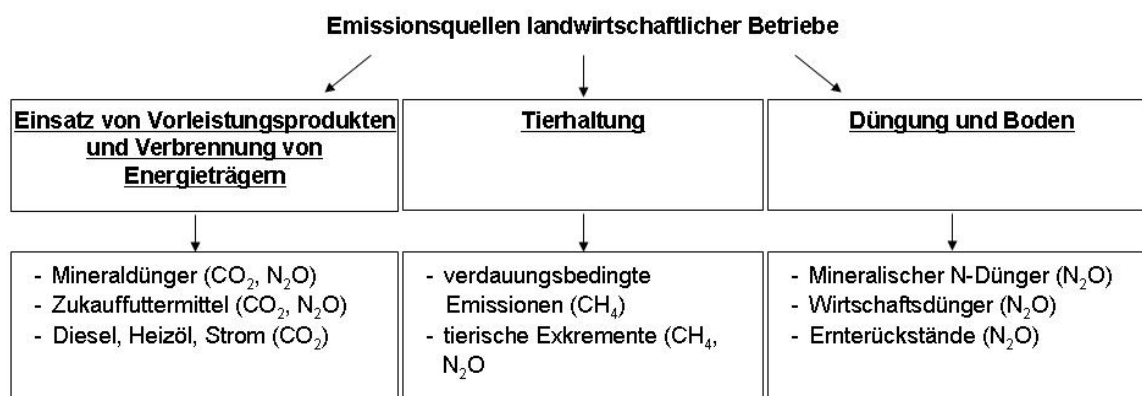 Emissionsquellen landwirtschaftlicher Betriebe
Einsatz von Vorleistungsprodukten
und Verbrennung von
Energieträgern
Tierhaltung
Düngung und Boden
- Mineraldünger (CO₂, N₂O)
- Zukauffuttermittel (CO₂, N₂O)
- Diesel, Heizöl, Strom (CO₂)
- verdauungsbedingte
Emissionen (CH₄)
- tierische Exkremente (CH₄,
N₂O
- Mineralischer N-Dünger (N₂O)
- Wirtschaftsdünger (N₂O)
- Ernterückstände (N₂O)